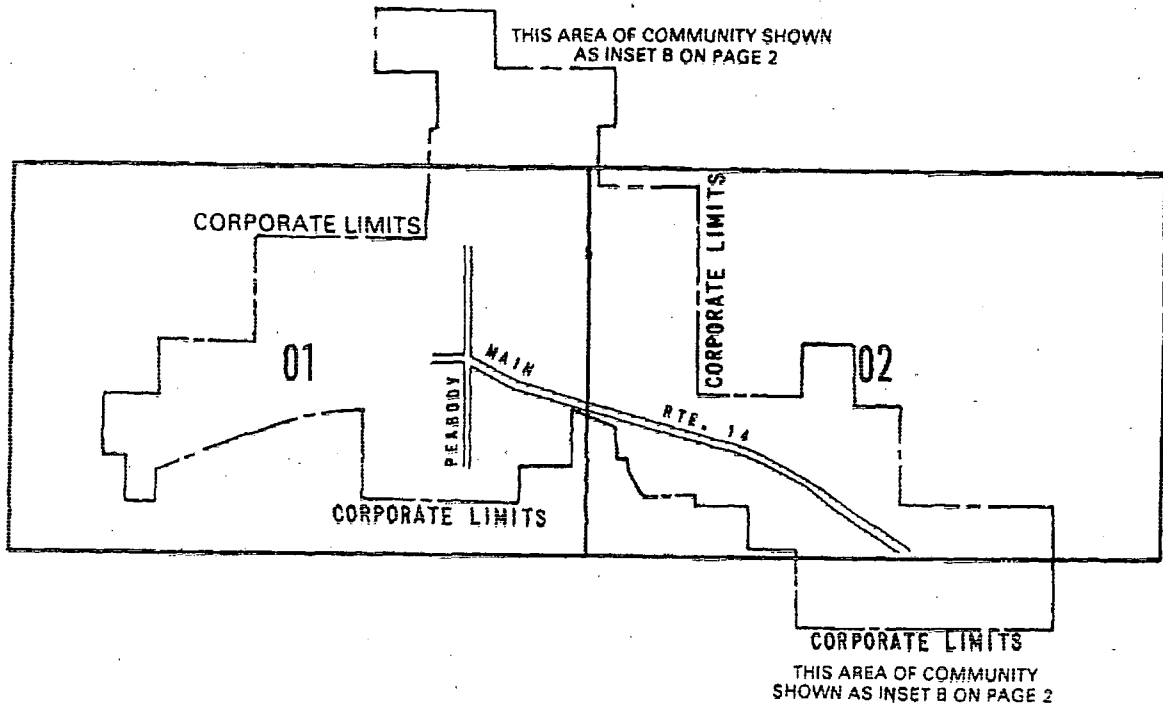 THIS AREA OF COMMUNITY SHOWN
AS INSET B ON PAGE 2
CORPORATE LIMITS
CORPORATE LIMITS
01
MAIN
02
PEABODY
RTE. 14
CORPORATE LIMITS
CORPORATE LIMITS
THIS AREA OF COMMUNITY
SHOWN AS INSET B ON PAGE 2